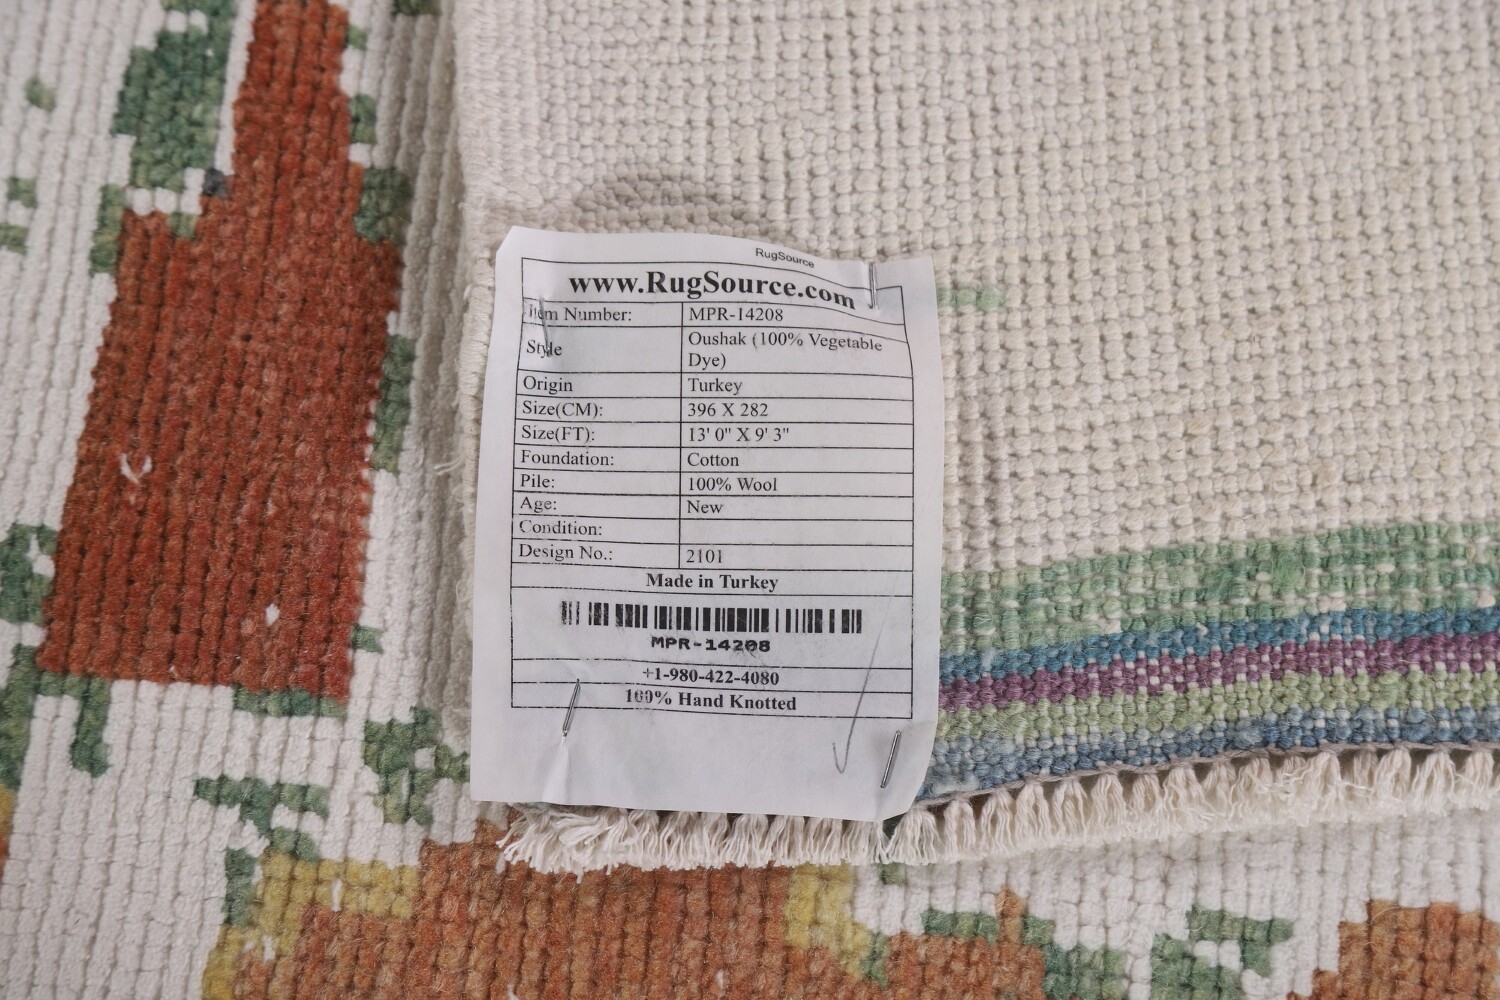 RugSource
www.RugSource.com
Item Number: MPR-14208
Style Oushak (100% Vegetable
Dye)
Origin Turkey
Size(CM): 396 X 282
Size(FT): 13' 0" X 9' 3"
Foundation: Cotton
Pile: 100% Wool
Age: New
Condition:
Design No.: 2101
Made in Turkey
MPR-14208
+1-980-422-4080
100% Hand Knotted